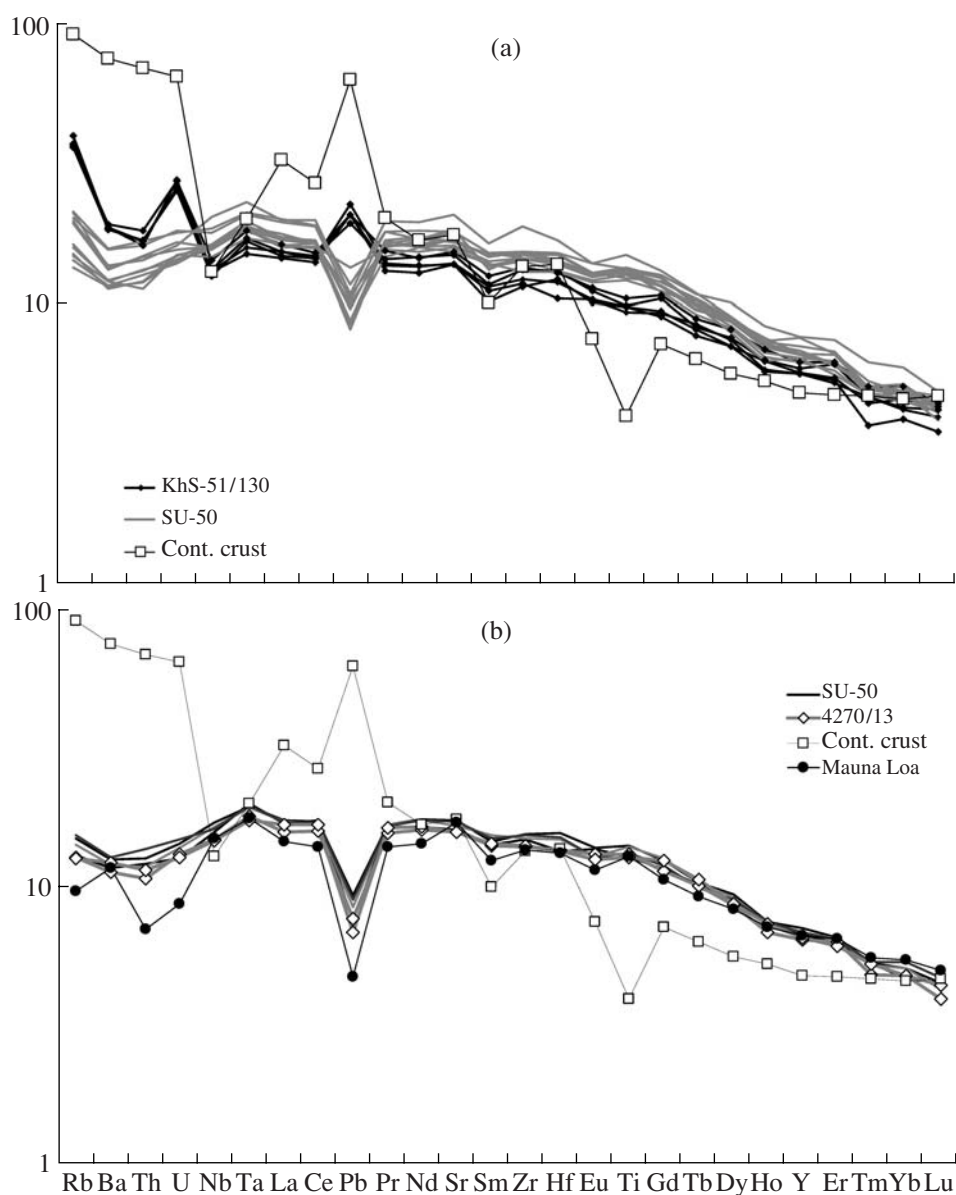 100
(a)
10
KhS-51/130
SU-50
Cont. crust
1
100
(b)
SU-50
4270/13
Cont. crust
Mauna Loa
10
1
Rb Ba Th U Nb Ta La Ce Pb Pr Nd Sr Sm Zr Hf Eu Ti Gd Tb Dy Ho Y Er Tm Yb Lu